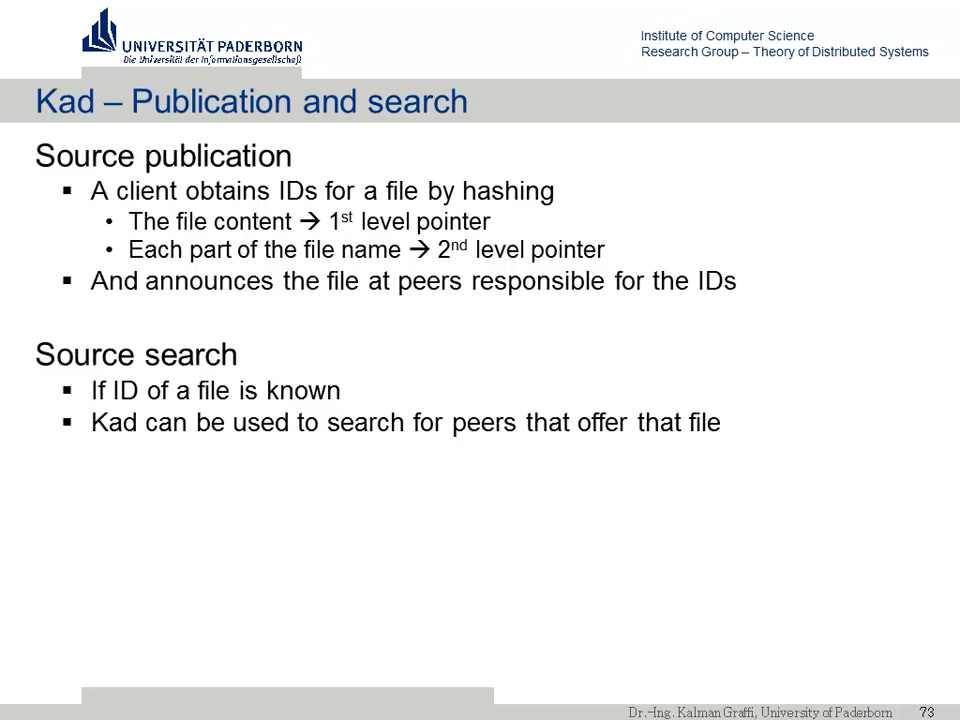 UNIVERSITÄT PADERBORN
Die Universität der Informationsgesellschaft
Institute of Computer Science
Research Group – Theory of Distributed Systems
Kad – Publication and search
Source publication
▪ A client obtains IDs for a file by hashing
• The file content → 1st level pointer
• Each part of the file name → 2nd level pointer
▪ And announces the file at peers responsible for the IDs
Source search
▪ If ID of a file is known
▪ Kad can be used to search for peers that offer that file
Dr.-Ing. Kalman Graffi, University of Paderborn 73